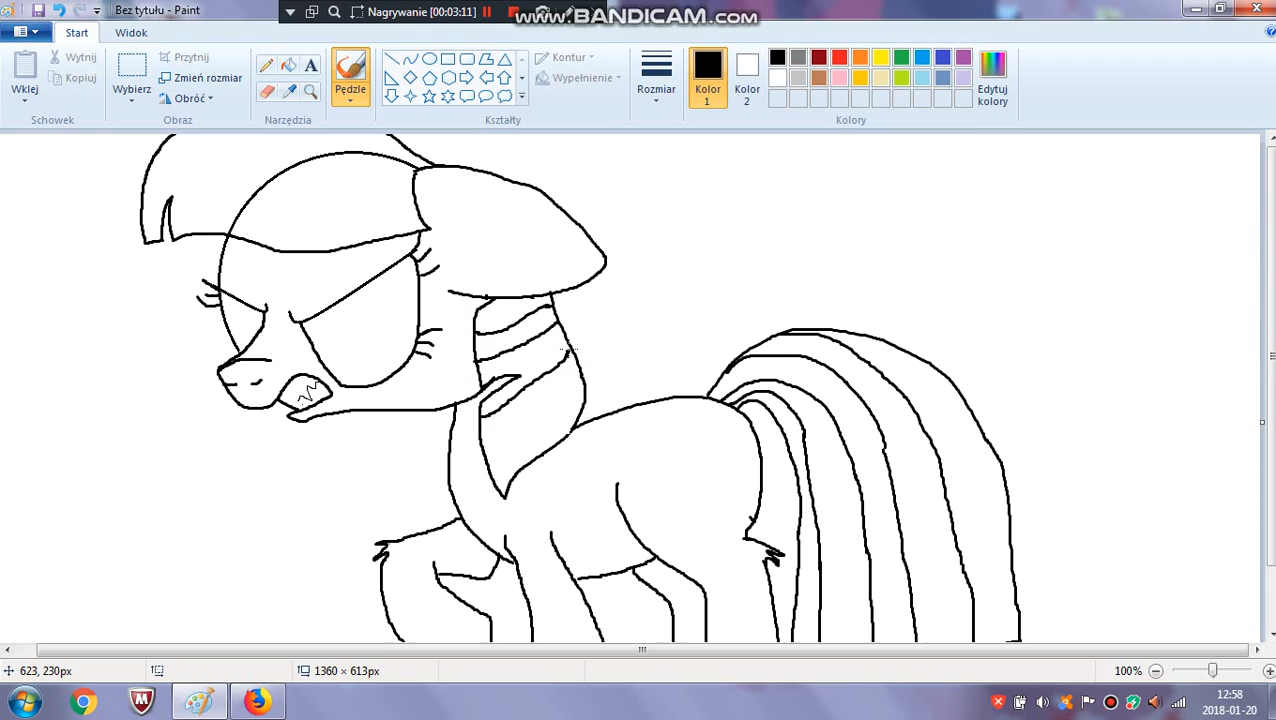 Bez tytułu - Paint
Nagrywanie [00:03:11]
www.BANDICAM.com
Start
Widok
Wklej
Wytnij
Kopiuj
Schowek
Wybierz
Przytnij
Zmień rozmiar
Obróć
Obraz
A
Narzędzia
Pędzle
Kontur
Wypełnienie
Kształty
Rozmiar
Kolor 1
Kolor 2
Edytuj kolory
Kolory
623, 230px
1360 × 613px
100%
12:58
2018-01-20